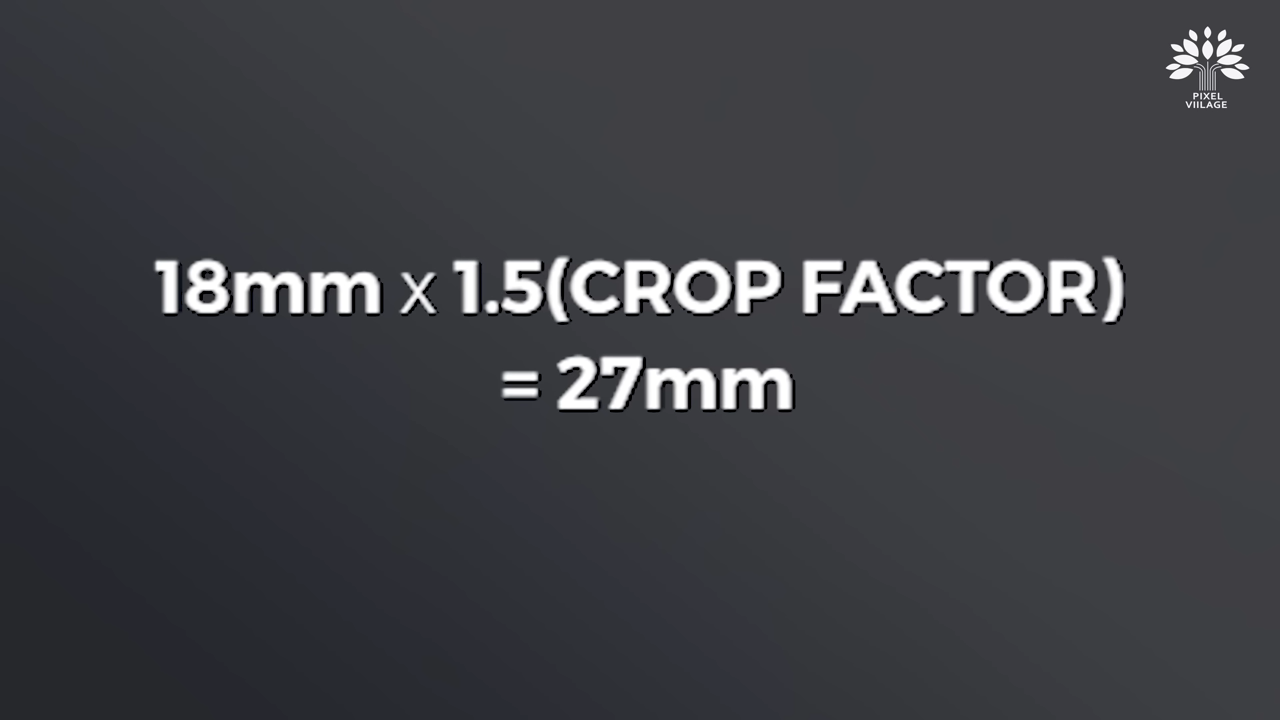 PIXEL
VIILAGE
18mm x 1.5(CROP FACTOR)
= 27mm